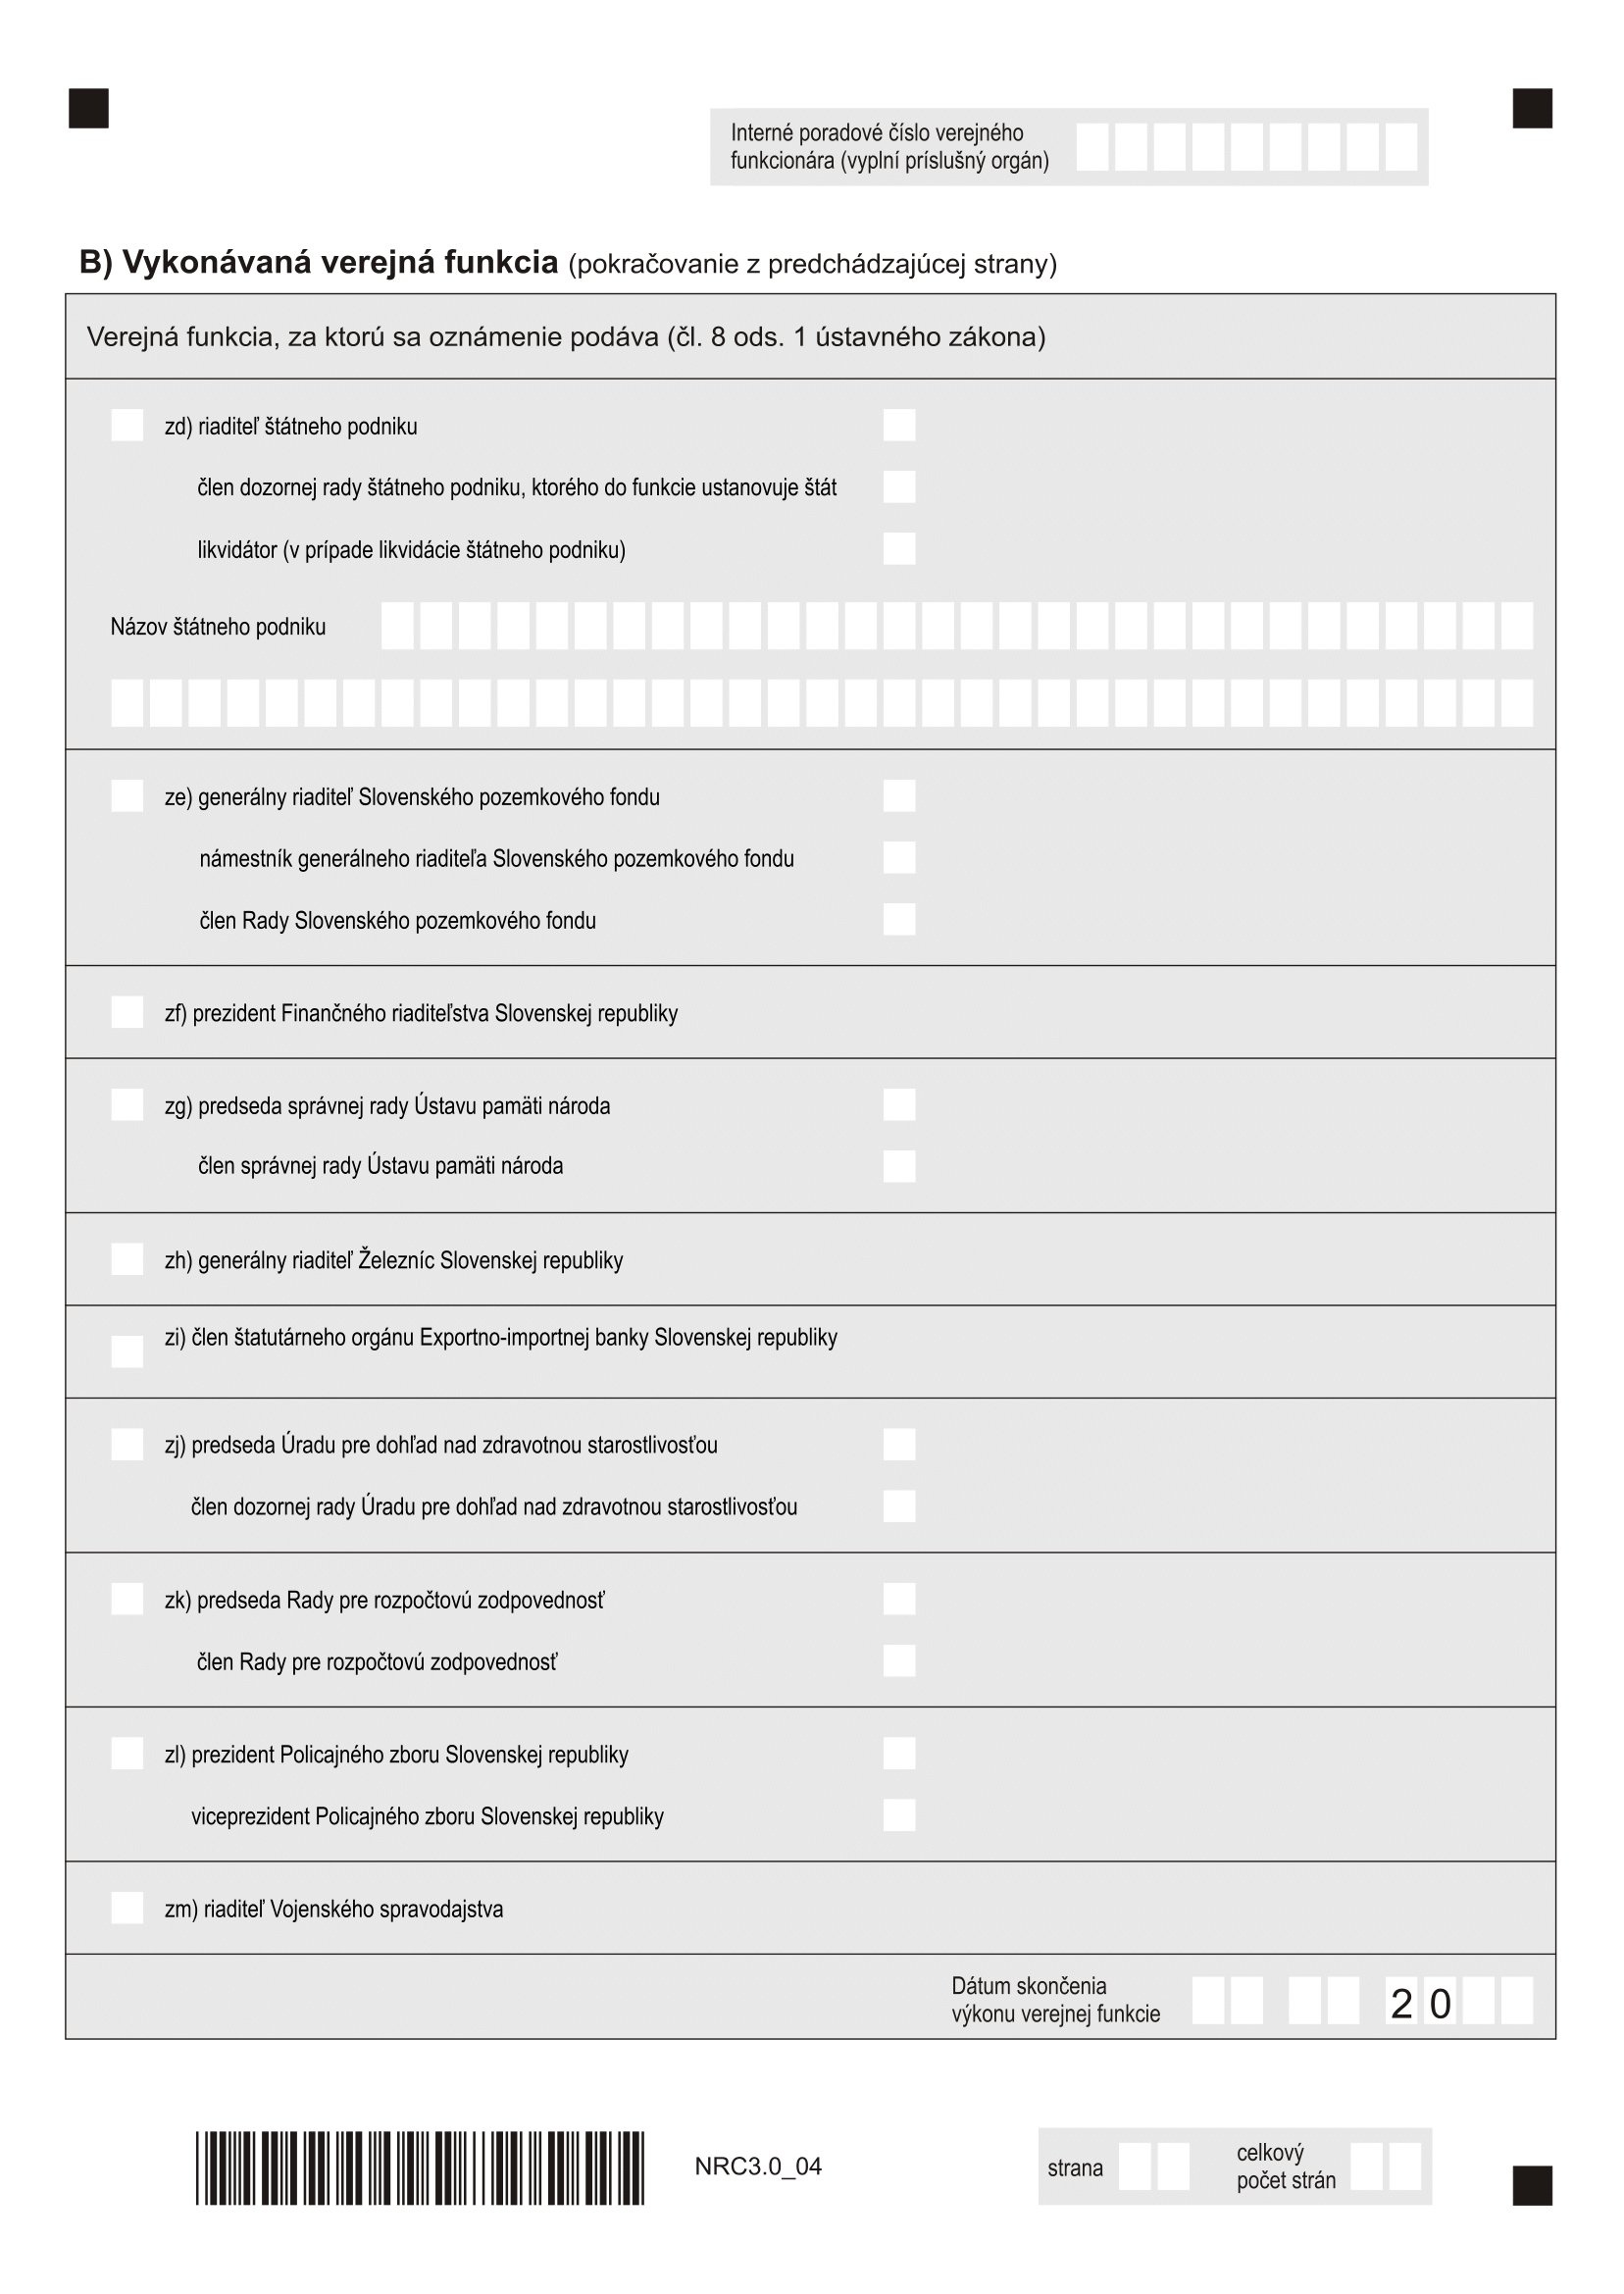 Interné poradové číslo verejného
funkcionára (vyplní príslušný orgán)
B) Vykonávaná verejná funkcia (pokračovanie z predchádzajúcej strany)
Verejná funkcia, za ktorú sa oznámenie podáva (čl. 8 ods. 1 ústavného zákona)
zd) riaditeľ štátneho podniku
člen dozornej rady štátneho podniku, ktorého do funkcie ustanovuje štát
likvidátor (v prípade likvidácie štátneho podniku)
Názov štátneho podniku
ze) generálny riaditeľ Slovenského pozemkového fondu
námestník generálneho riaditeľa Slovenského pozemkového fondu
člen Rady Slovenského pozemkového fondu
zf) prezident Finančného riaditeľstva Slovenskej republiky
zg) predseda správnej rady Ústavu pamäti národa
člen správnej rady Ústavu pamäti národa
zh) generálny riaditeľ Železníc Slovenskej republiky
zi) člen štatutárneho orgánu Exportno-importnej banky Slovenskej republiky
zj) predseda Úradu pre dohľad nad zdravotnou starostlivosťou
člen dozornej rady Úradu pre dohľad nad zdravotnou starostlivosťou
zk) predseda Rady pre rozpočtovú zodpovednosť
člen Rady pre rozpočtovú zodpovednosť
zl) prezident Policajného zboru Slovenskej republiky
viceprezident Policajného zboru Slovenskej republiky
zm) riaditeľ Vojenského spravodajstva
Dátum skončenia
výkonu verejnej funkcie
2 0
NRC3.0_04
strana
celkový
počet strán